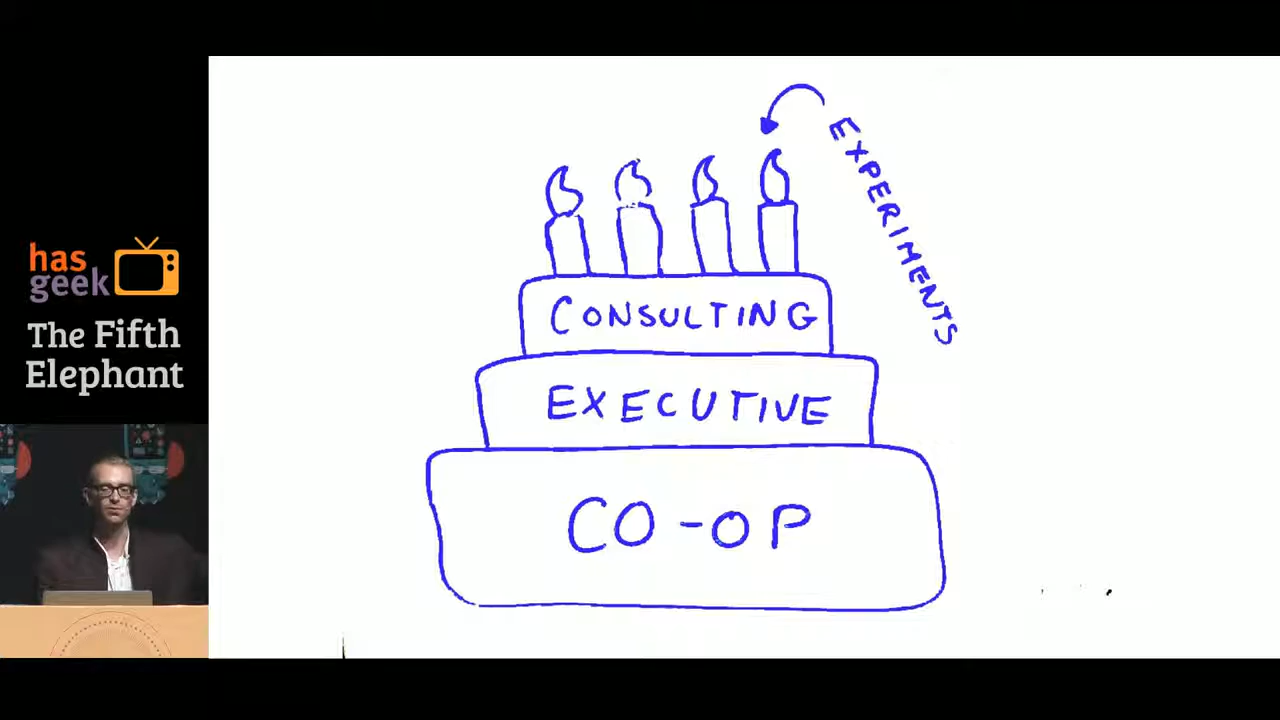 has
geek
The Fifth
Elephant
EXPERIMENTS
CONSULTING
EXECUTIVE
CO-OP